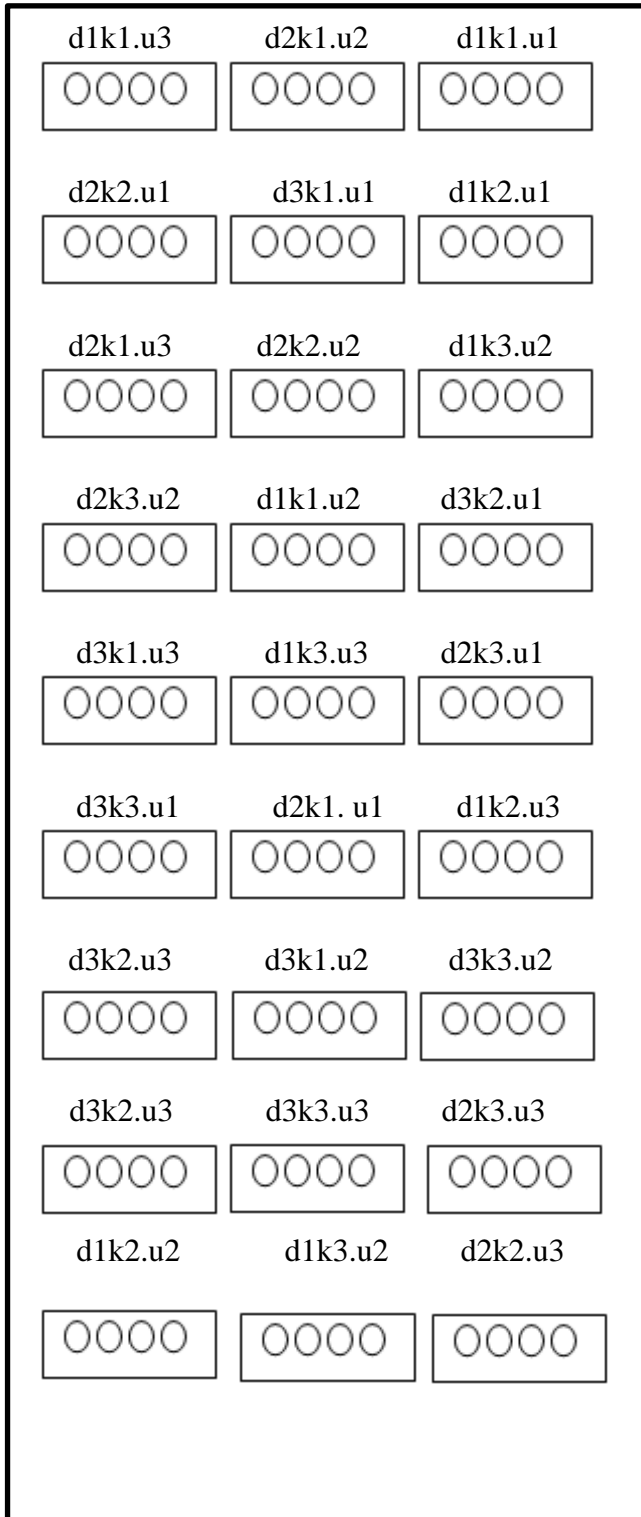 d1k1.u3 d2k1.u2 d1k1.u1
d2k2.u1 d3k1.u1 d1k2.u1
d2k1.u3 d2k2.u2 d1k3.u2
d2k3.u2 d1k1.u2 d3k2.u1
d3k1.u3 d1k3.u3 d2k3.u1
d3k3.u1 d2k1. u1 d1k2.u3
d3k2.u3 d3k1.u2 d3k3.u2
d3k2.u3 d3k3.u3 d2k3.u3
d1k2.u2 d1k3.u2 d2k2.u3